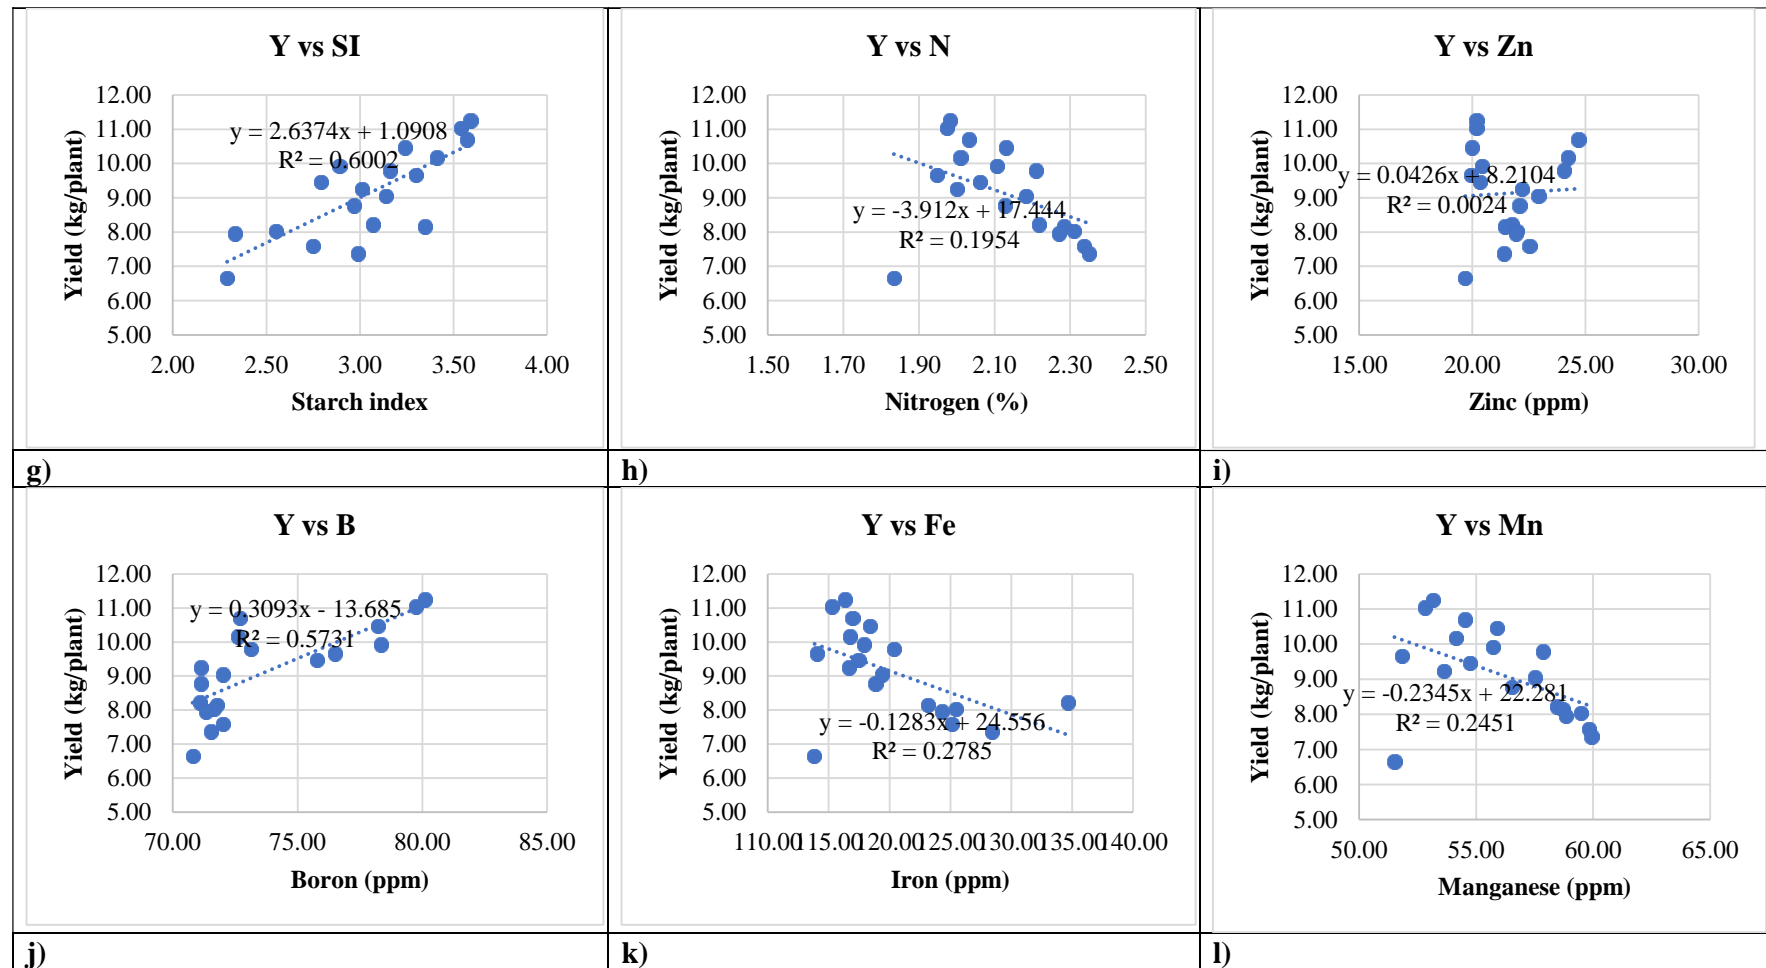 Y vs SI
12.00
11.00
10.00
9.00
8.00
7.00
6.00
5.00
y = 2.6374x + 1.0908
R² = 0.6002
Yield (kg/plant)
2.00 2.50 3.00 3.50 4.00
Starch index
Y vs N
12.00
11.00
10.00
9.00
8.00
7.00
6.00
5.00
y = -3.912x + 17.444
R² = 0.1954
Yield (kg/plant)
1.50 1.70 1.90 2.10 2.30 2.50
Nitrogen (%)
Y vs Zn
12.00
11.00
10.00
9.00
8.00
7.00
6.00
5.00
y = 0.0426x + 8.2104
R² = 0.0024
Yield (kg/plant)
15.00 20.00 25.00 30.00
Zinc (ppm)
g)
h)
i)
Y vs B
12.00
11.00
10.00
9.00
8.00
7.00
6.00
5.00
y = 0.3093x - 13.685
R² = 0.5731
Yield (kg/plant)
70.00 75.00 80.00 85.00
Boron (ppm)
Y vs Fe
12.00
11.00
10.00
9.00
8.00
7.00
6.00
5.00
y = -0.1283x + 24.556
R² = 0.2785
Yield (kg/plant)
110.00 115.00 120.00 125.00 130.00 135.00 140.00
Iron (ppm)
Y vs Mn
12.00
11.00
10.00
9.00
8.00
7.00
6.00
5.00
y = -0.2345x + 22.281
R² = 0.2451
Yield (kg/plant)
50.00 55.00 60.00 65.00
Manganese (ppm)
j)
k)
l)